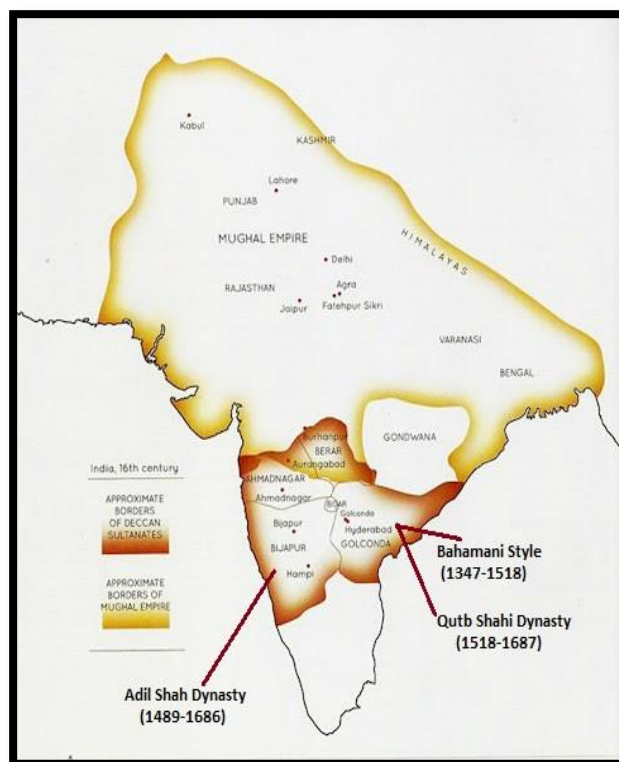 Kabul
KASHMIR
Lahore
PUNJAB
MUGHAL EMPIRE
HIMALAYAS
Delhi
RAJASTHAN
Agra
Jaipur
Fatehpur Sikri
VARANASI
BENGAL
Burhanpur
BERAR
GONDWANA
Aurangabad
India, 16th century
AHMADNAGAR
Ahmadnagar
BIDAR
APPROXIMATE
BORDERS
OF DECCAN
SULTANATES
Golconda
Bijapur
Hyderabad
BIJAPUR
GOLCONDA
Hampi
Bahamani Style
(1347-1518)
APPROXIMATE
BORDERS OF
MUGHAL EMPIRE
Qutb Shahi Dynasty
(1518-1687)
Adil Shah Dynasty
(1489-1686)